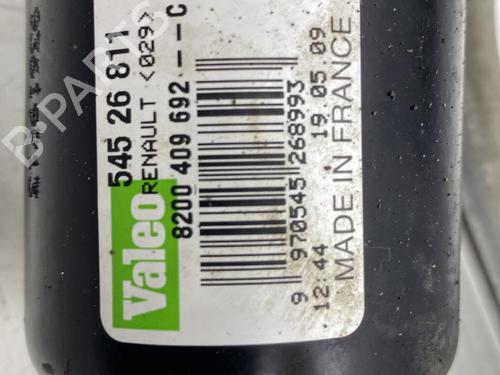 545 26 811
RENAULT <029>
8200 409 692--C
Valeo
9 970545 268993
12:44 19 05 09
MADE IN FRANCE
B-PARTS